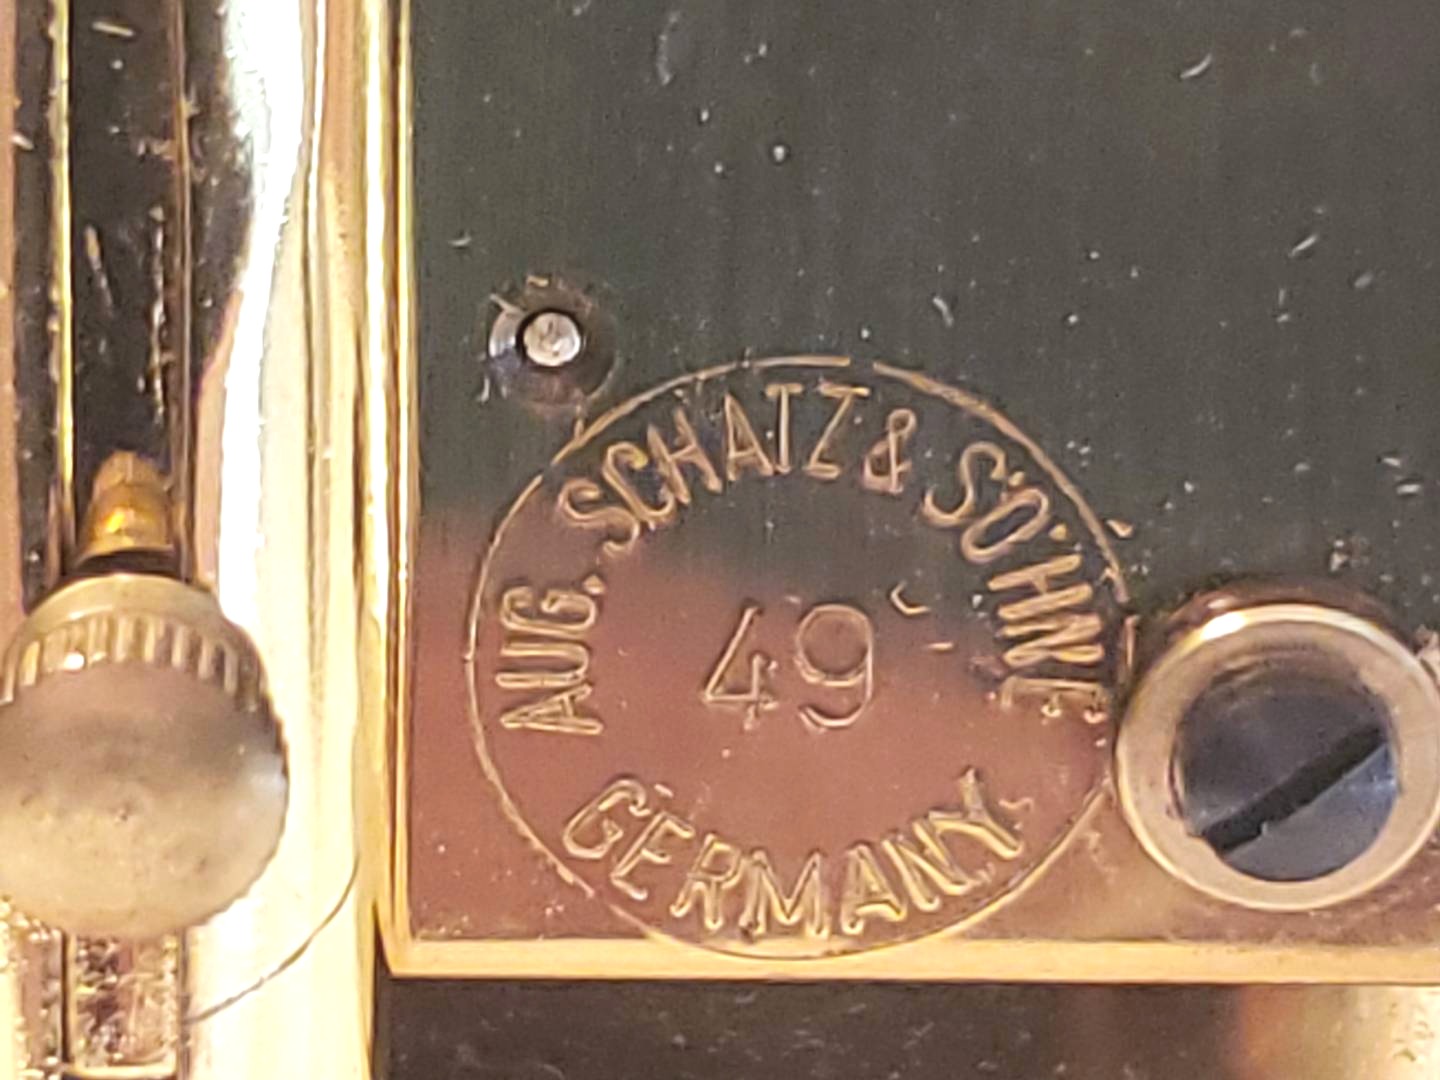 AUG. SCHATZ & SÖHNE
49
GERMANY